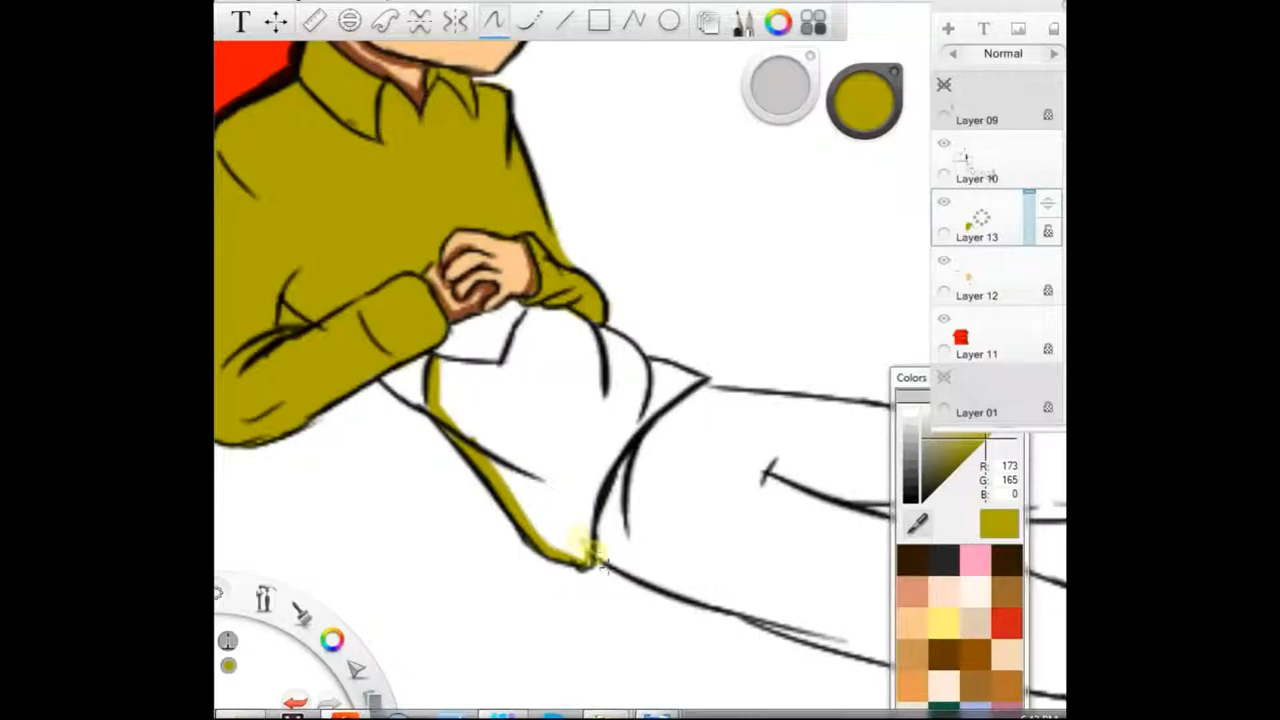 T
T
Normal
Layer 09
Layer 10
Layer 13
Layer 12
Layer 11
Layer 01
Colors
R: 173
G: 165
B: 0